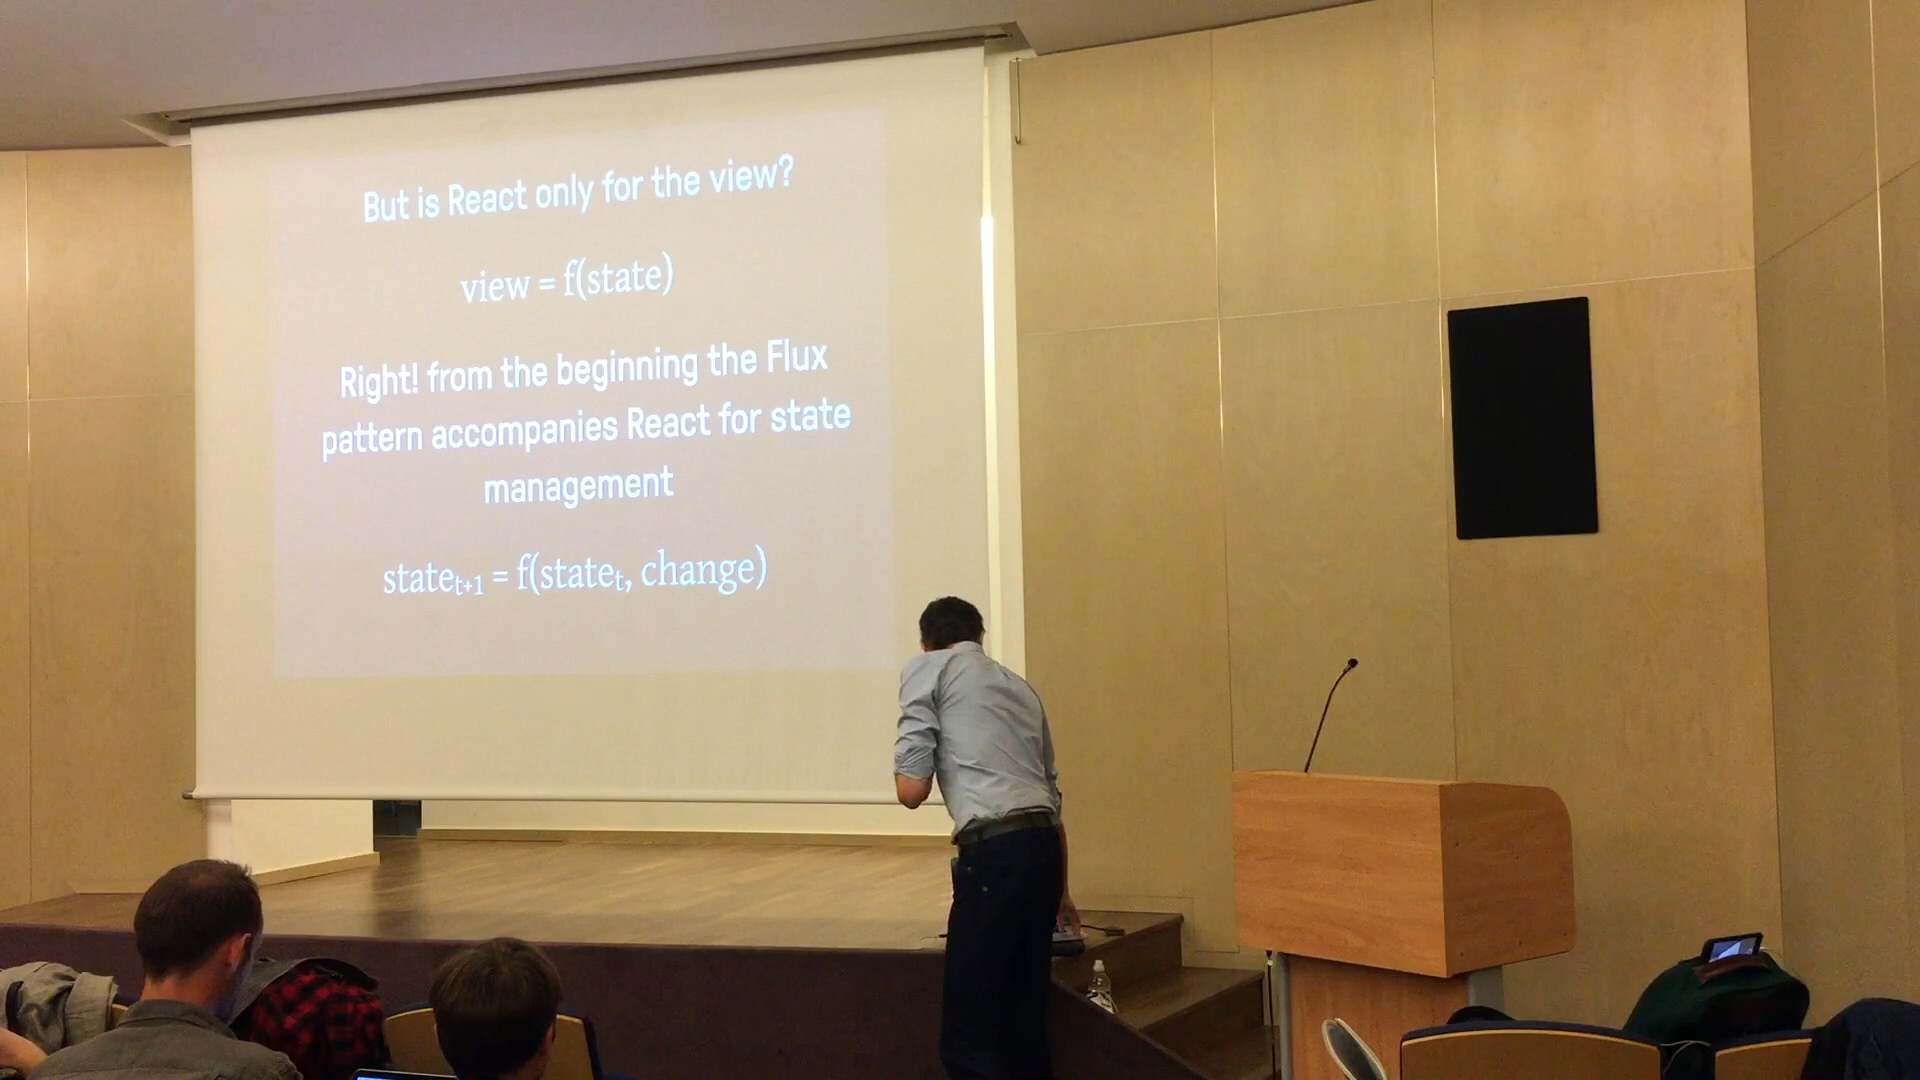 But is React only for the view?
view = f(state)
Right! from the beginning the Flux
pattern accompanies React for state
management
stateₜ₊₁ = f(stateₜ, change)